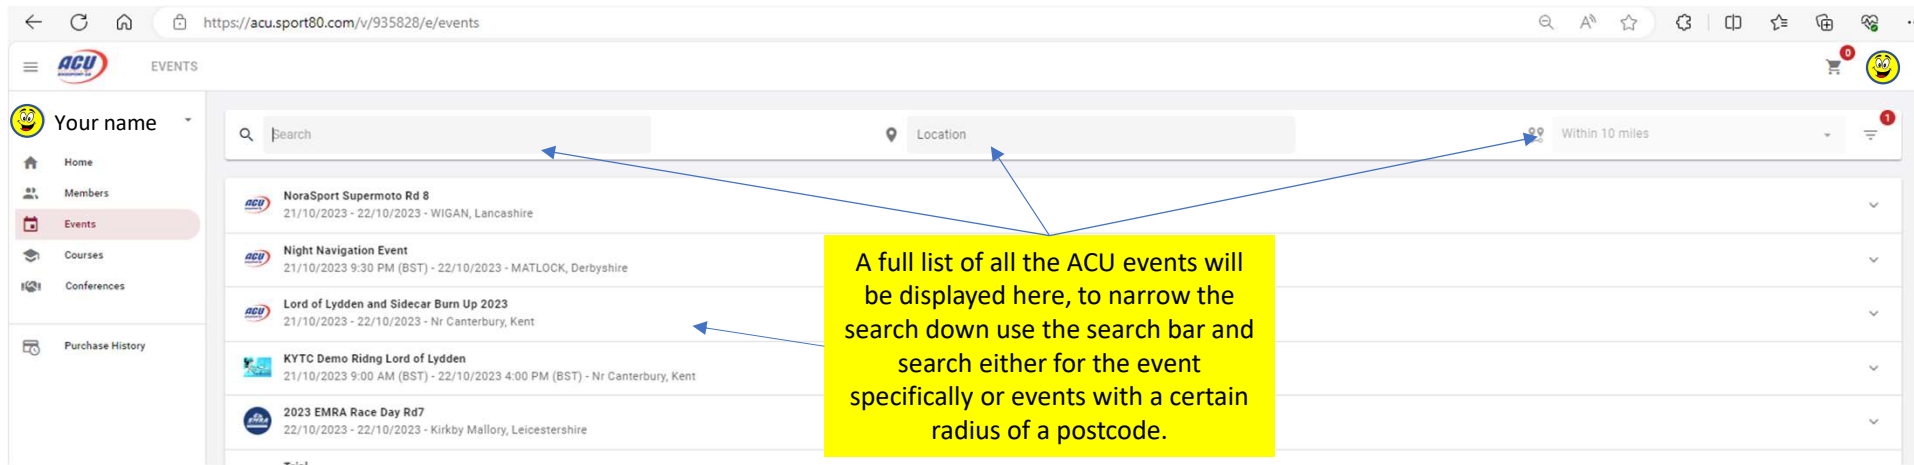 https://acu.sport80.com/v/935828/e/events
ACU
EVENTS
0
Your name
Search
Location
Within 10 miles
1
Home
Members
Events
Courses
Conferences
Purchase History
NoraSport Supermoto Rd 8
21/10/2023 - 22/10/2023 - WIGAN, Lancashire
Night Navigation Event
21/10/2023 9:30 PM (BST) - 22/10/2023 - MATLOCK, Derbyshire
Lord of Lydden and Sidecar Burn Up 2023
21/10/2023 - 22/10/2023 - Nr Canterbury, Kent
KYTC Demo Ridng Lord of Lydden
21/10/2023 9:00 AM (BST) - 22/10/2023 4:00 PM (BST) - Nr Canterbury, Kent
2023 EMRA Race Day Rd7
22/10/2023 - 22/10/2023 - Kirkby Mallory, Leicestershire
A full list of all the ACU events will
be displayed here, to narrow the
search down use the search bar and
search either for the event
specifically or events with a certain
radius of a postcode.